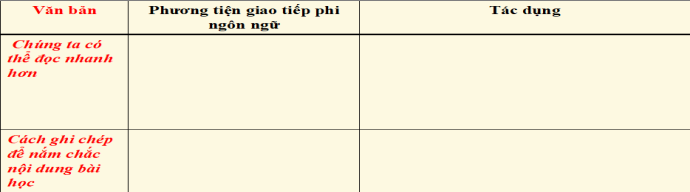 Văn bản
Phương tiện giao tiếp phi
ngôn ngữ
Tác dụng
Chúng ta có
thể đọc nhanh
hơn
Cách ghi chép
để nắm chắc
nội dung bài
học